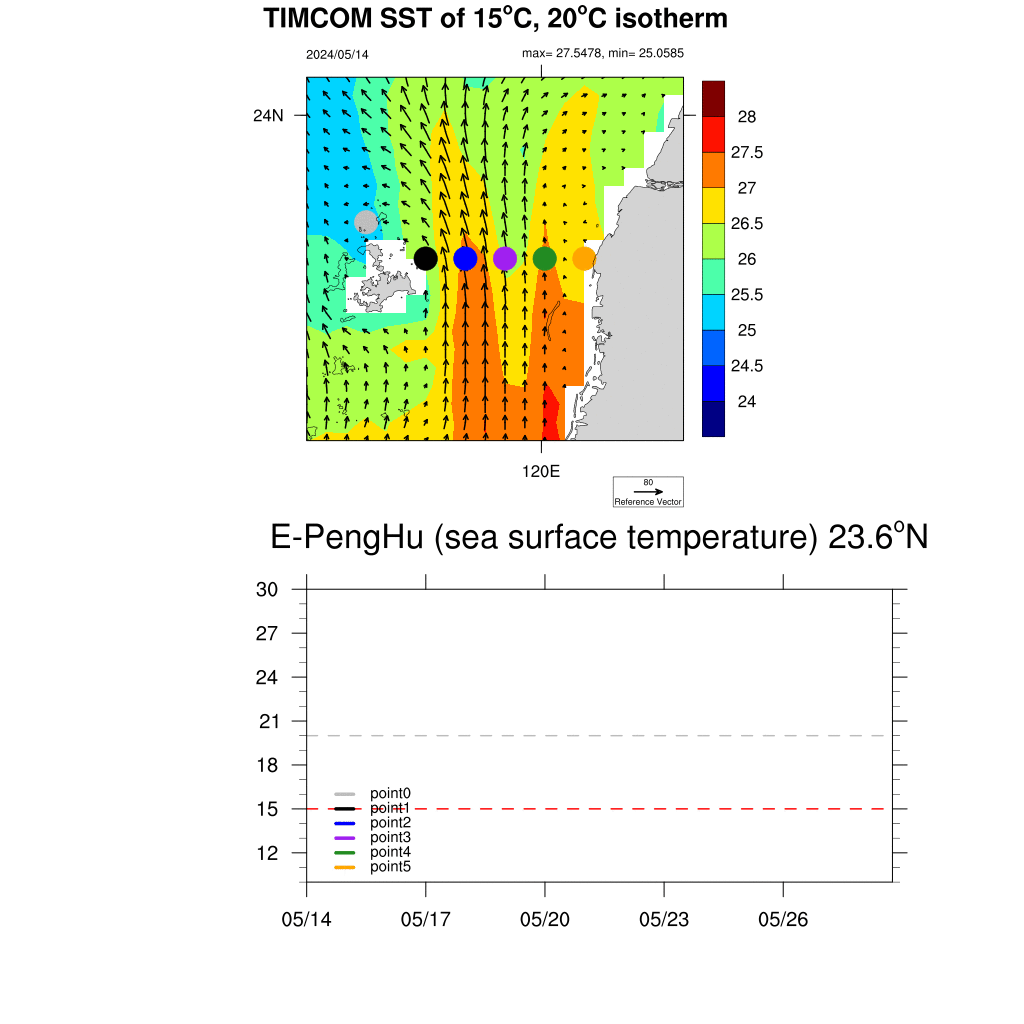 TIMCOM SST of 15°C, 20°C isotherm
2024/05/14
max= 27.5478, min= 25.0585
24N
120E
28
27.5
27
26.5
26
25.5
25
24.5
24
80
Reference Vector
E-PengHu (sea surface temperature) 23.6°N
30
27
24
21
18
15
12
point0
point1
point2
point3
point4
point5
05/14
05/17
05/20
05/23
05/26